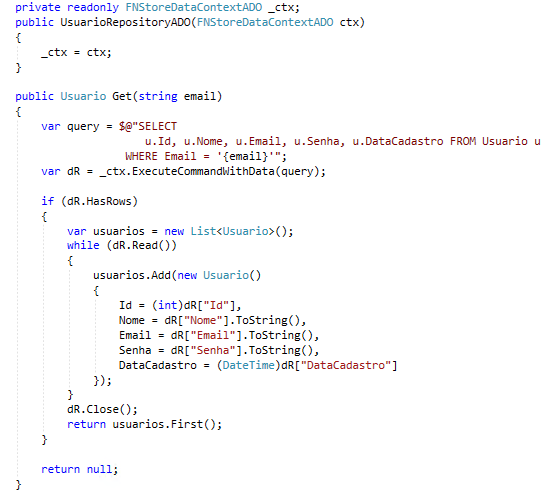 private readonly FNStoreDataContextADO _ctx;
public UsuarioRepositoryADO(FNStoreDataContextADO ctx)
{
    _ctx = ctx;
}

public Usuario Get(string email)
{
    var query = $@"SELECT
                    u.Id, u.Nome, u.Email, u.Senha, u.DataCadastro FROM Usuario u
                 WHERE Email = '{email}'";
    var dR = _ctx.ExecuteCommandWithData(query);

    if (dR.HasRows)
    {
        var usuarios = new List<Usuario>();
        while (dR.Read())
        {
            usuarios.Add(new Usuario()
            {
                Id = (int)dR["Id"],
                Nome = dR["Nome"].ToString(),
                Email = dR["Email"].ToString(),
                Senha = dR["Senha"].ToString(),
                DataCadastro = (DateTime)dR["DataCadastro"]
            });
        }
        dR.Close();
        return usuarios.First();
    }

    return null;
}